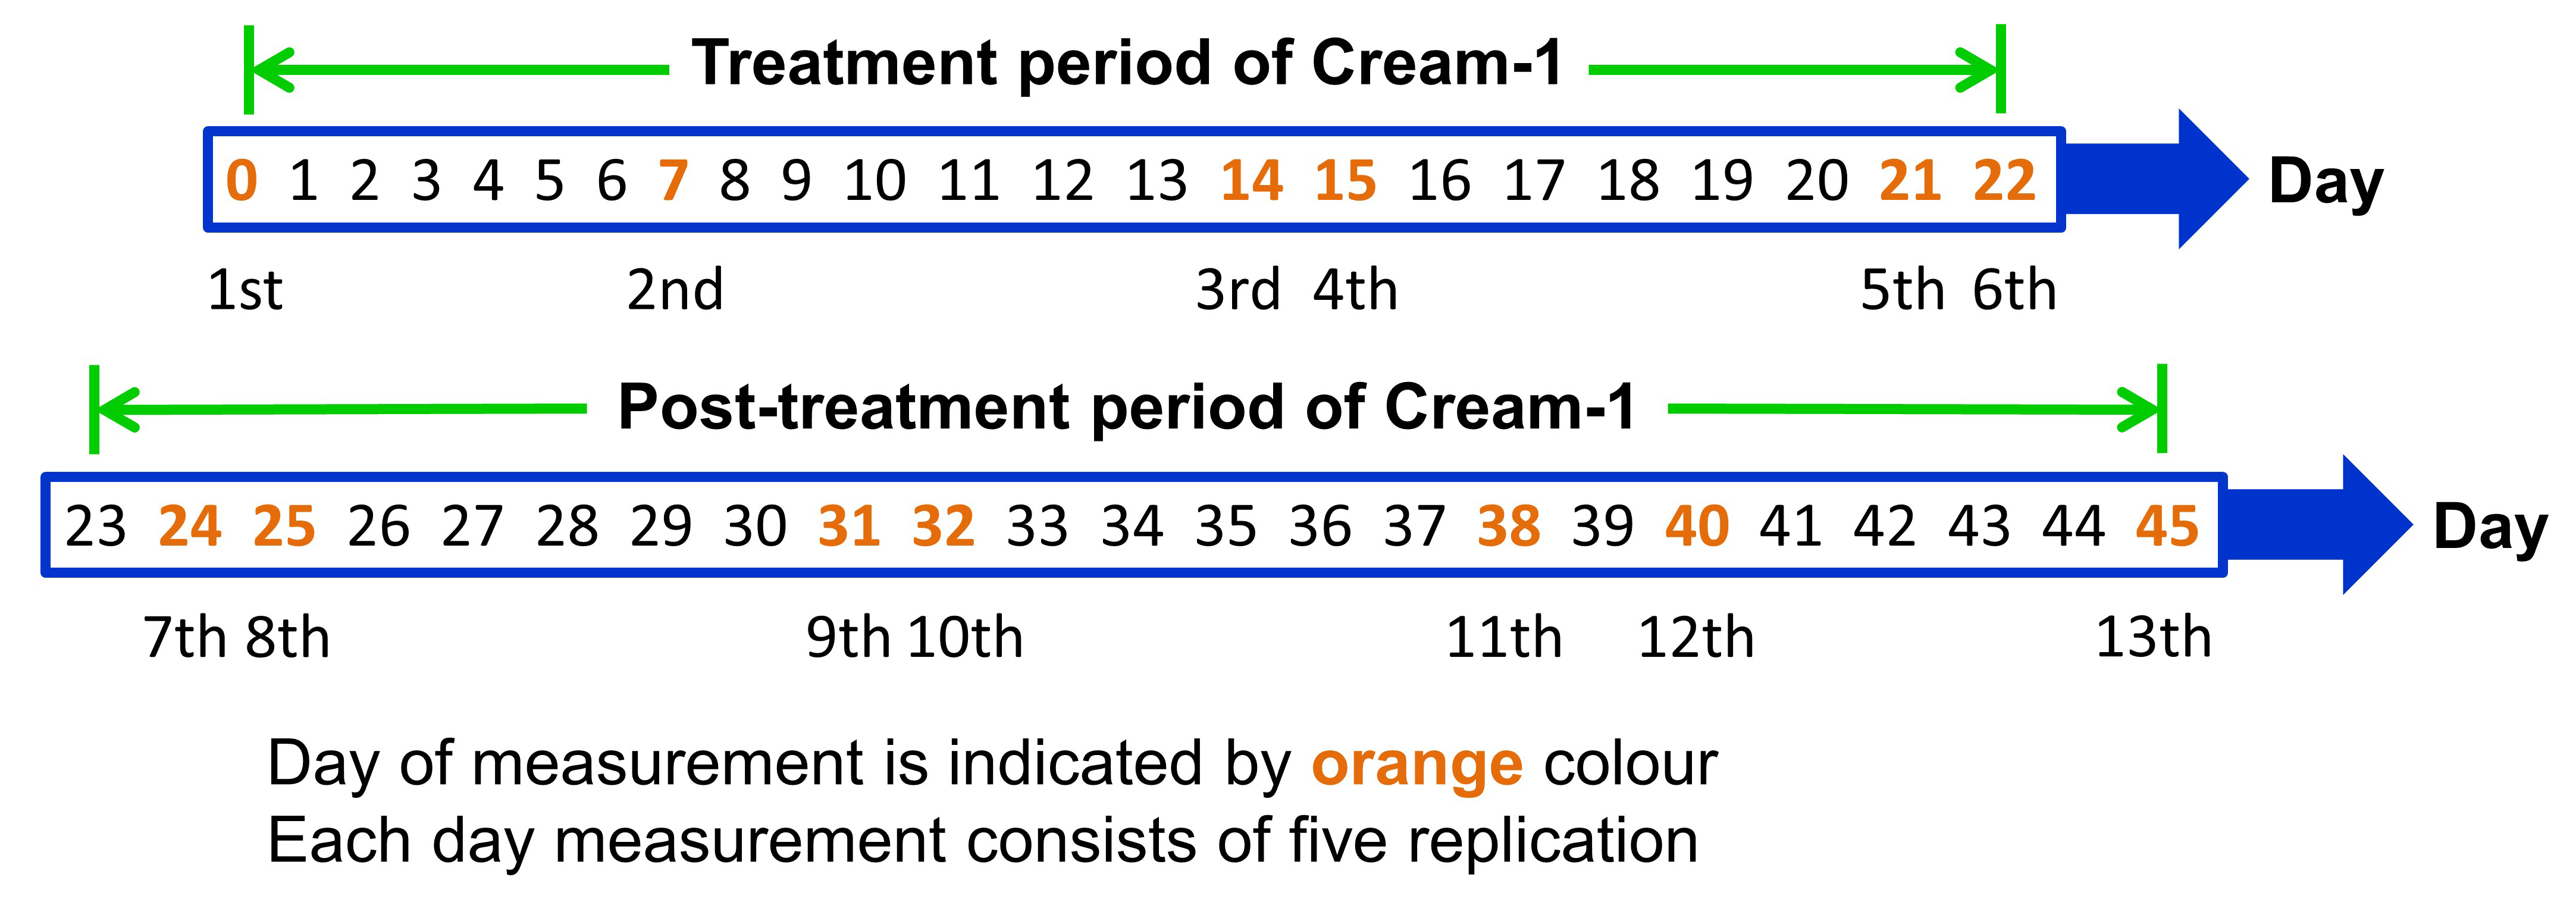 Treatment period of Cream-1
0 1 2 3 4 5 6 7 8 9 10 11 12 13 14 15 16 17 18 19 20 21 22 Day
1st 2nd 3rd 4th 5th 6th
Post-treatment period of Cream-1
23 24 25 26 27 28 29 30 31 32 33 34 35 36 37 38 39 40 41 42 43 44 45 Day
7th 8th 9th 10th 11th 12th 13th
Day of measurement is indicated by orange colour
Each day measurement consists of five replication